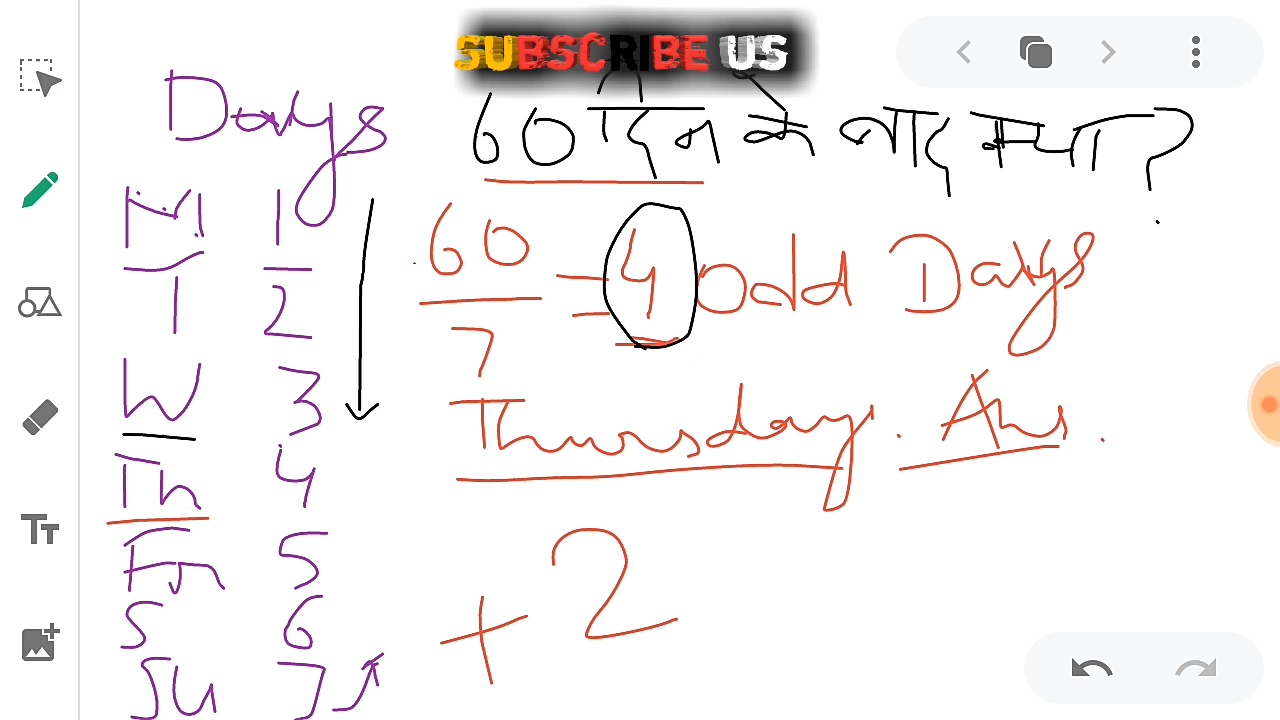 SUBSCRIBE US
Days
60 दिन के बाद क्या ?
M 1
T 2
W 3
Th 4
Fri 5
S 6
Su 7
60/7 = 4 Odd Days
Thursday. Ans.
+2
Tт